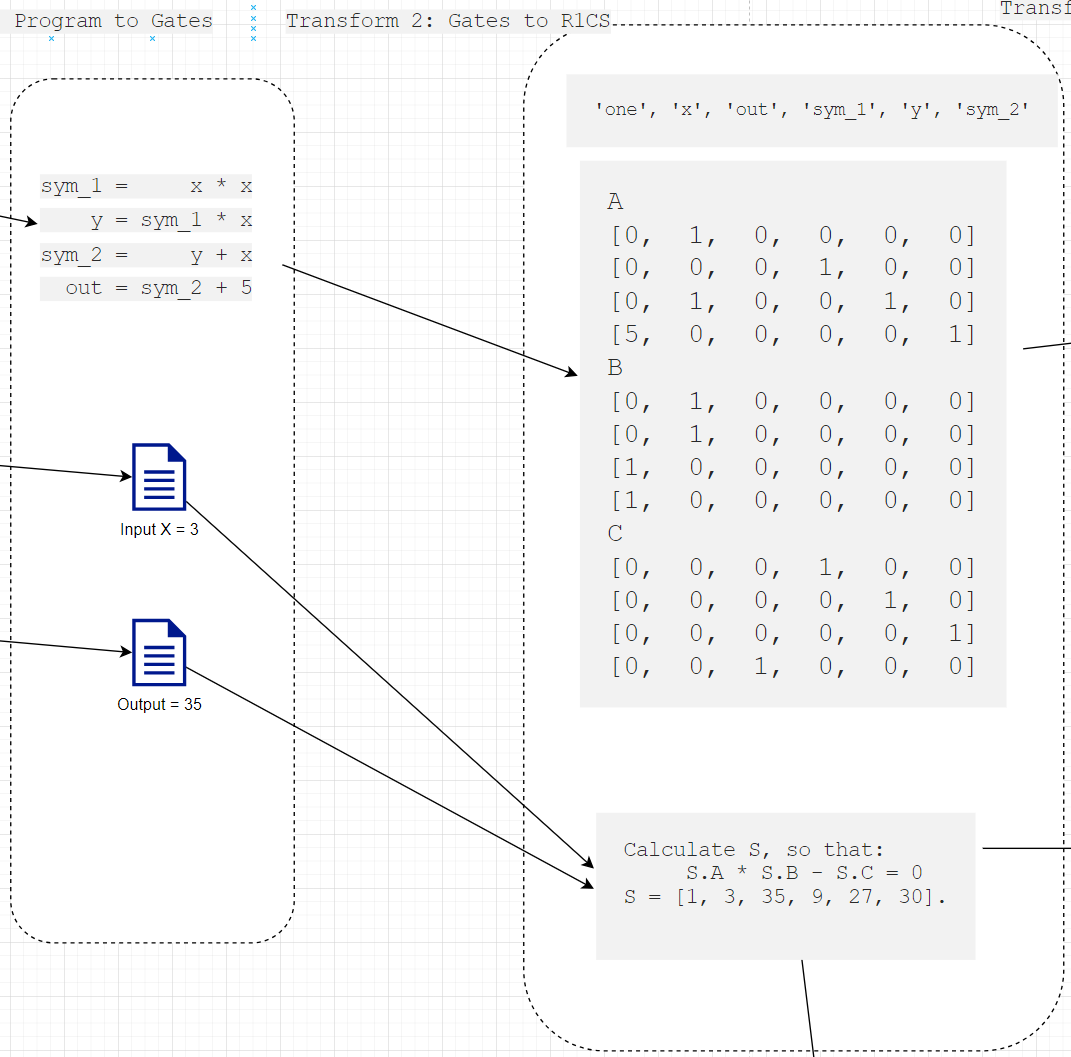 Program to Gates
Transform 2: Gates to R1CS
Transf
sym_1 = x * x
y = sym_1 * x
sym_2 = y + x
out = sym_2 + 5
Input X = 3
Output = 35
'one', 'x', 'out', 'sym_1', 'y', 'sym_2'
A
[0, 1, 0, 0, 0, 0]
[0, 0, 0, 1, 0, 0]
[0, 1, 0, 0, 1, 0]
[5, 0, 0, 0, 0, 1]
B
[0, 1, 0, 0, 0, 0]
[0, 1, 0, 0, 0, 0]
[1, 0, 0, 0, 0, 0]
[1, 0, 0, 0, 0, 0]
C
[0, 0, 0, 1, 0, 0]
[0, 0, 0, 0, 1, 0]
[0, 0, 0, 0, 0, 1]
[0, 0, 1, 0, 0, 0]
Calculate S, so that:
S.A * S.B - S.C = 0
S = [1, 3, 35, 9, 27, 30].